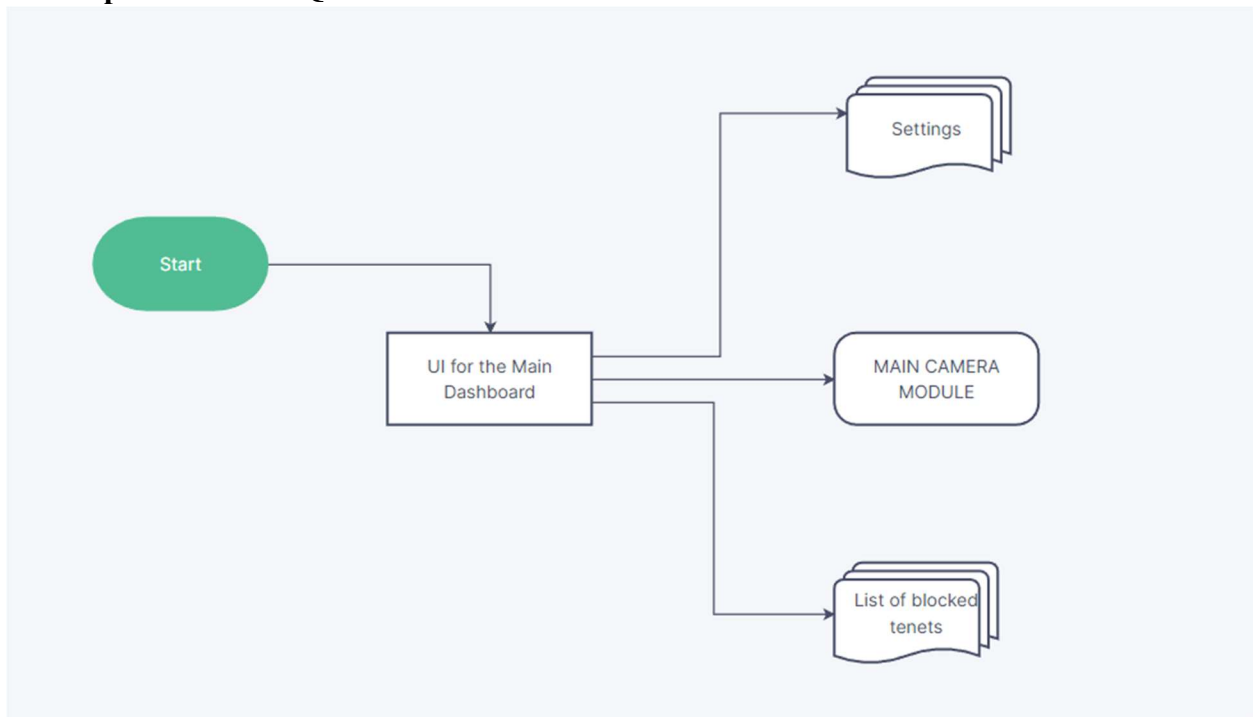 Settings
Start
UI for the Main
Dashboard
MAIN CAMERA
MODULE
List of blocked
tenets